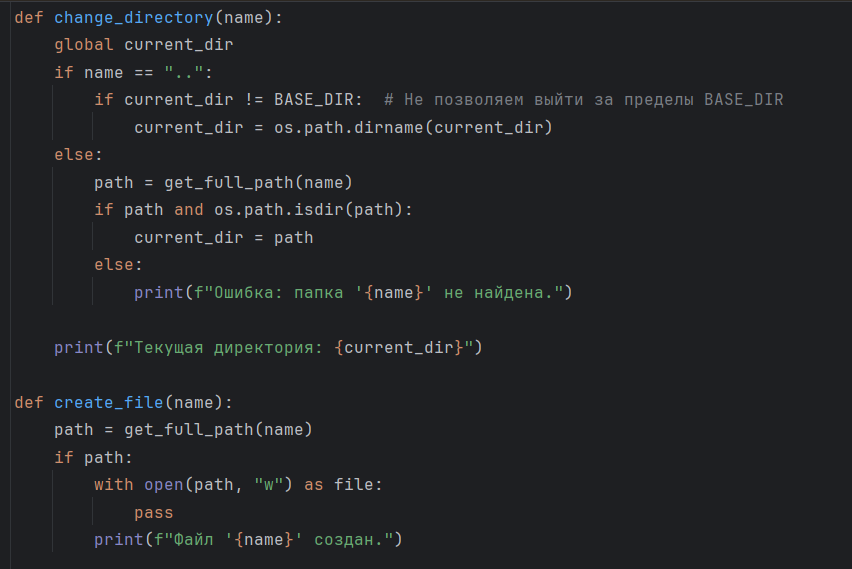 def change_directory(name):
    global current_dir
    if name == "..":
        if current_dir != BASE_DIR:  # Не позволяем выйти за пределы BASE_DIR
            current_dir = os.path.dirname(current_dir)
    else:
        path = get_full_path(name)
        if path and os.path.isdir(path):
            current_dir = path
        else:
            print(f"Ошибка: папка '{name}' не найдена.")
    print(f"Текущая директория: {current_dir}")
def create_file(name):
    path = get_full_path(name)
    if path:
        with open(path, "w") as file:
            pass
        print(f"Файл '{name}' создан.")